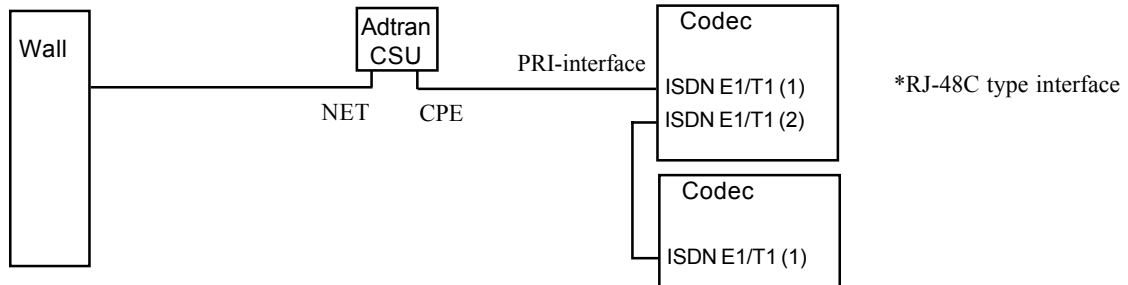 Wall
Adtran
CSU
NET
CPE
PRI-interface
Codec
ISDN E1/T1 (1)
ISDN E1/T1 (2)
*RJ-48C type interface
Codec
ISDN E1/T1 (1)